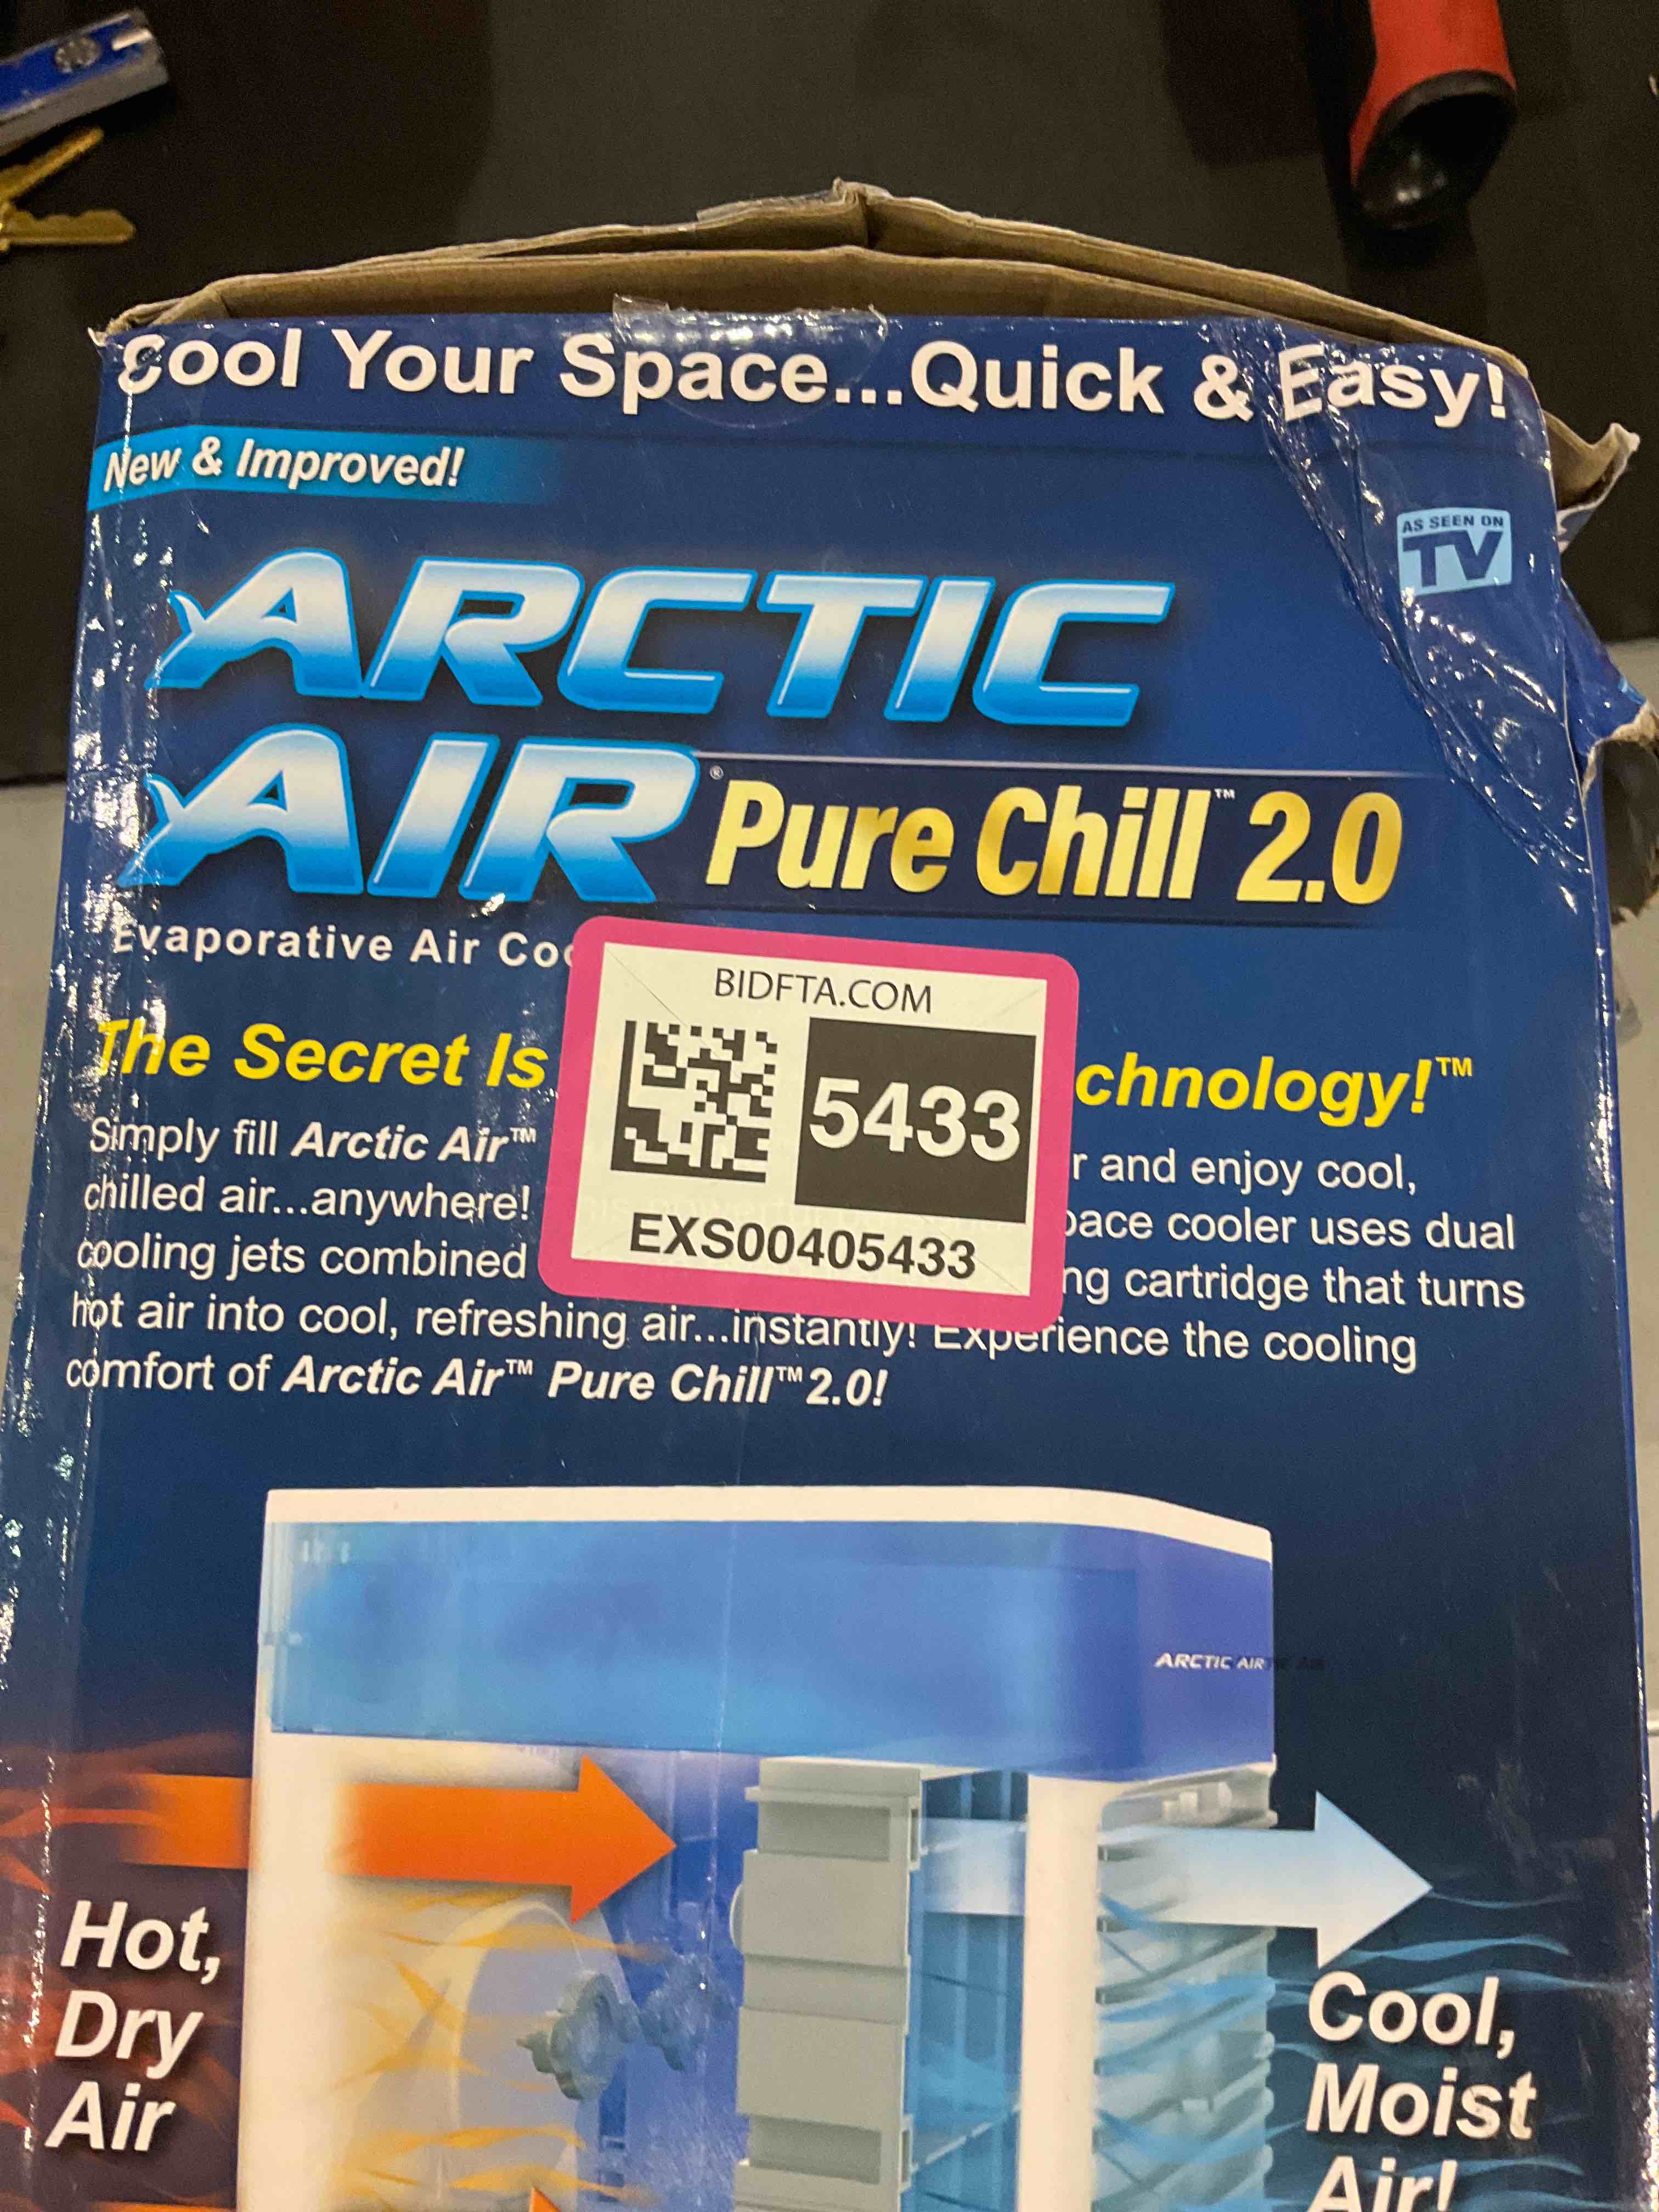 Cool Your Space...Quick & Easy!
New & Improved!
AS SEEN ON
TV
ARCTIC
AIR® Pure Chill™ 2.0
Evaporative Air
BIDFTA.COM
5433
EXS00405433
The Secret Is chnology!™
Simply fill Arctic Air™ r and enjoy cool,
chilled air...anywhere! pace cooler uses dual
cooling jets combined ng cartridge that turns
hot air into cool, refreshing air...instantly! Experience the cooling
comfort of Arctic Air™ Pure Chill™ 2.0!
ARCTIC AIR
Hot,
Dry
Air
Cool,
Moist
Air!